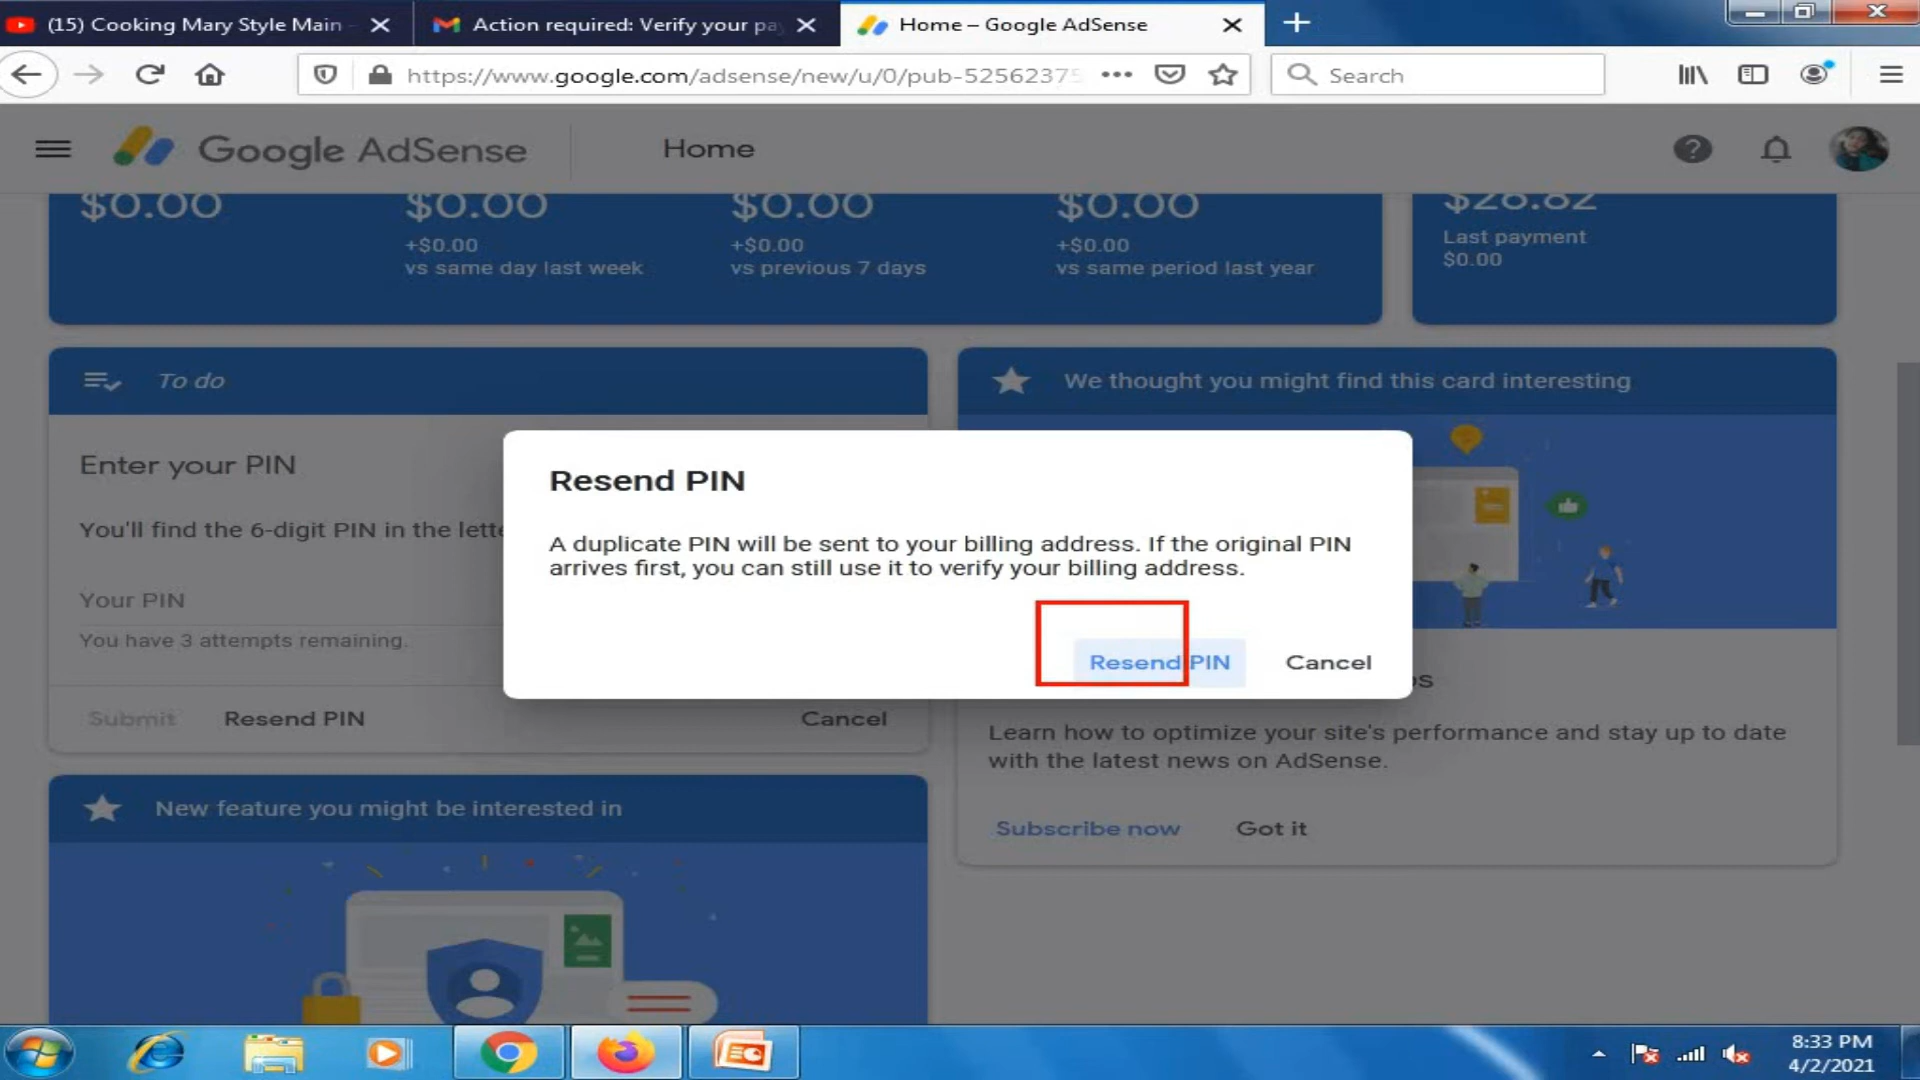 (15) Cooking Mary Style Main
Action required: Verify your pa
Home – Google AdSense
https://www.google.com/adsense/new/u/0/pub-52562375
Search
Google AdSense
Home
$0.00
$0.00
+$0.00
vs same day last week
$0.00
+$0.00
vs previous 7 days
$0.00
+$0.00
vs same period last year
$26.82
Last payment
$0.00
To do
Enter your PIN
You'll find the 6-digit PIN in the lette
Your PIN
You have 3 attempts remaining.
Submit
Resend PIN
Cancel
We thought you might find this card interesting
Resend PIN
A duplicate PIN will be sent to your billing address. If the original PIN
arrives first, you can still use it to verify your billing address.
Resend PIN
Cancel
Learn how to optimize your site's performance and stay up to date
with the latest news on AdSense.
Subscribe now
Got it
New feature you might be interested in
8:33 PM
4/2/2021